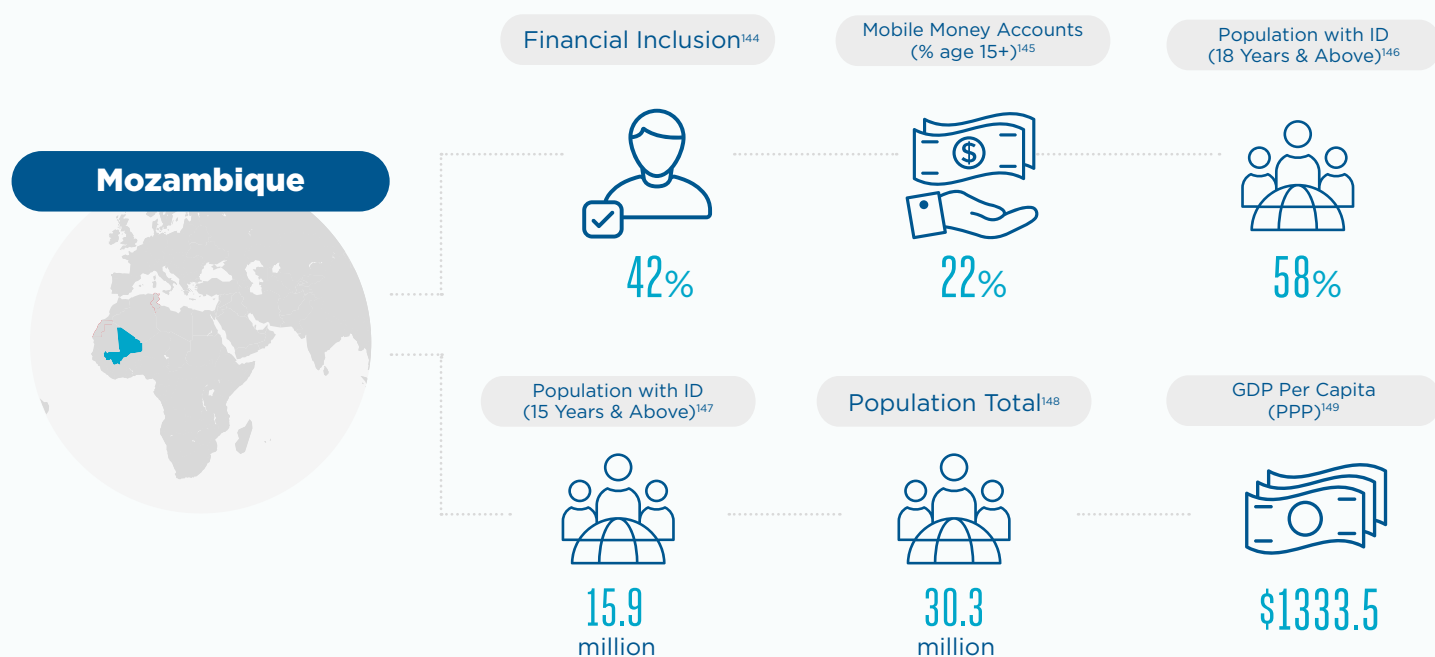 Mozambique
Financial Inclusion¹⁴⁴
42%
Mobile Money Accounts
(% age 15+)¹⁴⁵
$
22%
Population with ID
(18 Years & Above)¹⁴⁶
58%
Population with ID
(15 Years & Above)¹⁴⁷
15.9
million
Population Total¹⁴⁸
30.3
million
GDP Per Capita
(PPP)¹⁴⁹
$1333.5